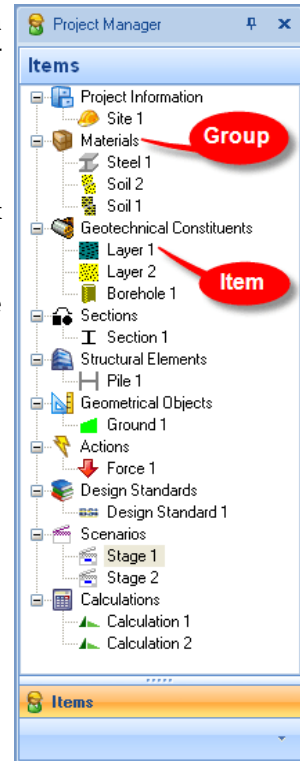 Project Manager
Items
Project Information
Site 1
Materials
Group
Steel 1
Soil 2
Soil 1
Geotechnical Constituents
Layer 1
Layer 2
Item
Borehole 1
Sections
Section 1
Structural Elements
Pile 1
Geometrical Objects
Ground 1
Actions
Force 1
Design Standards
Design Standard 1
Scenarios
Stage 1
Stage 2
Calculations
Calculation 1
Calculation 2
Items